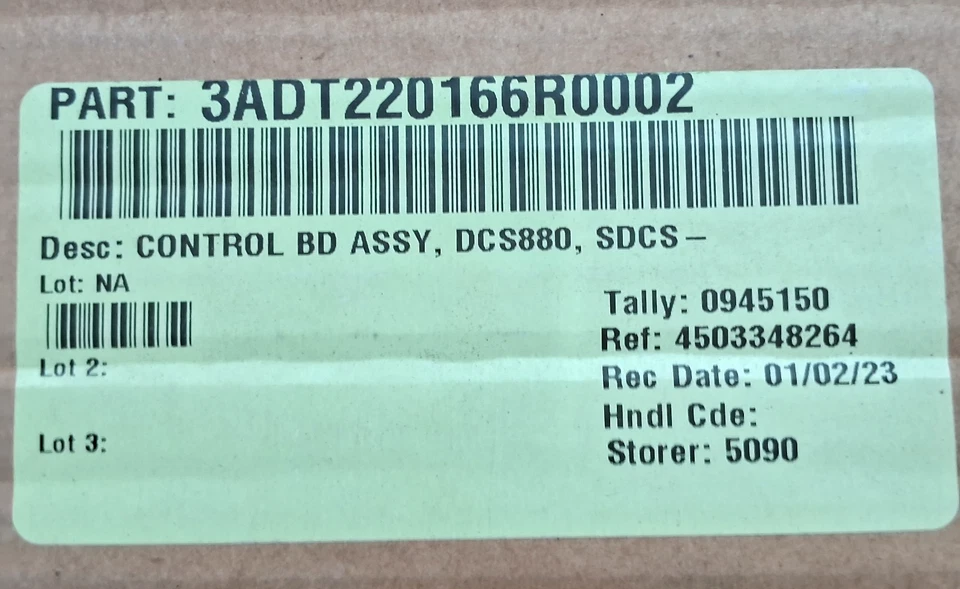 PART: 3ADT220166R0002
Desc: CONTROL BD ASSY, DCS880, SDCS-
Lot: NA
Lot 2:
Lot 3:
Tally: 0945150
Ref: 4503348264
Rec Date: 01/02/23
Hndl Cde:
Storer: 5090